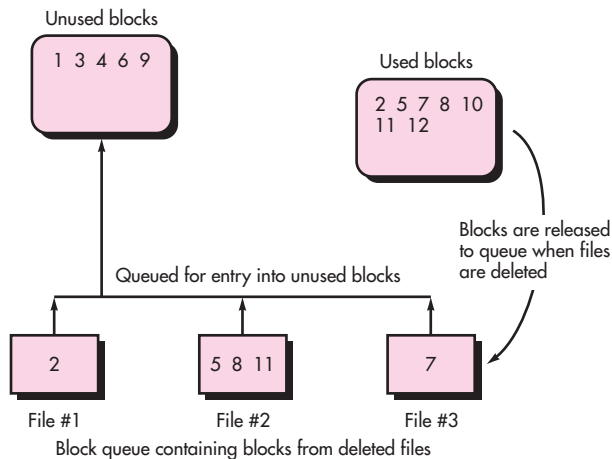 Unused blocks
1 3 4 6 9
Used blocks
2 5 7 8 10
11 12
Blocks are released
to queue when files
are deleted
Queued for entry into unused blocks
2
5 8 11
7
File #1
File #2
File #3
Block queue containing blocks from deleted files